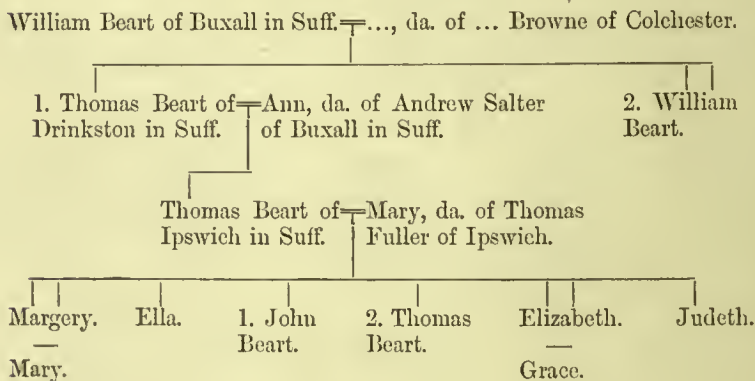 William Beart of Buxall in Suff.=..., da. of ... Browne of Colchester.
1. Thomas Beart of=Ann, da. of Andrew Salter 2. William
Drinkston in Suff. of Buxall in Suff. Beart.
Thomas Beart of=Mary, da. of Thomas
Ipswich in Suff. Fuller of Ipswich.
Margery. Ella. 1. John 2. Thomas Elizabeth. Judeth.
— Beart. Beart. —
Mary. Grace.